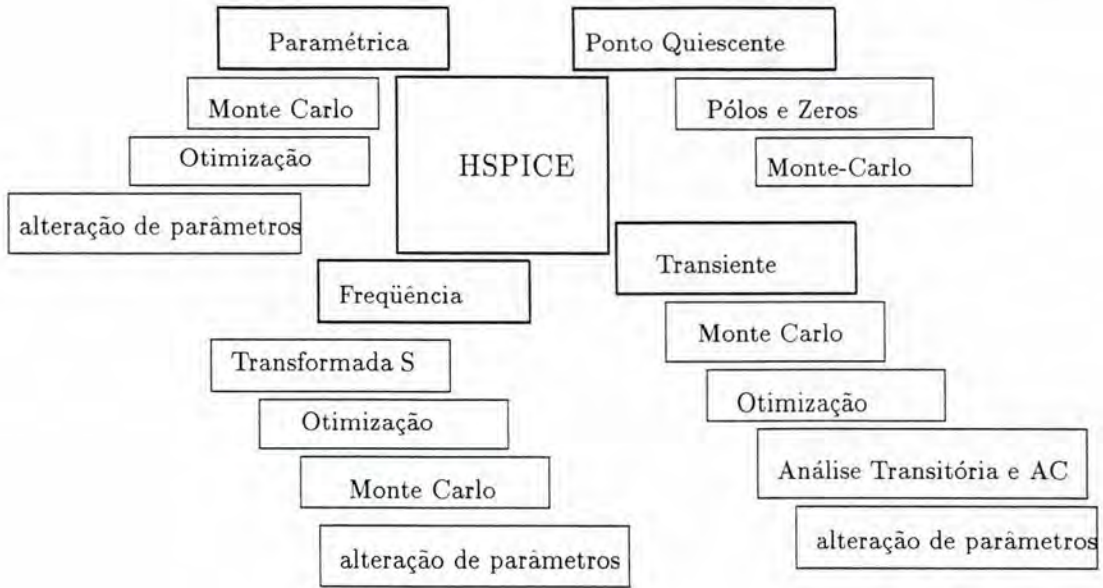 Paramétrica
Monte Carlo
Otimização
alteração de parâmetros
HSPICE
Ponto Quiescente
Pólos e Zeros
Monte-Carlo
Freqüência
Transformada S
Otimização
Monte Carlo
alteração de parâmetros
Transiente
Monte Carlo
Otimização
Análise Transitória e AC
alteração de parâmetros